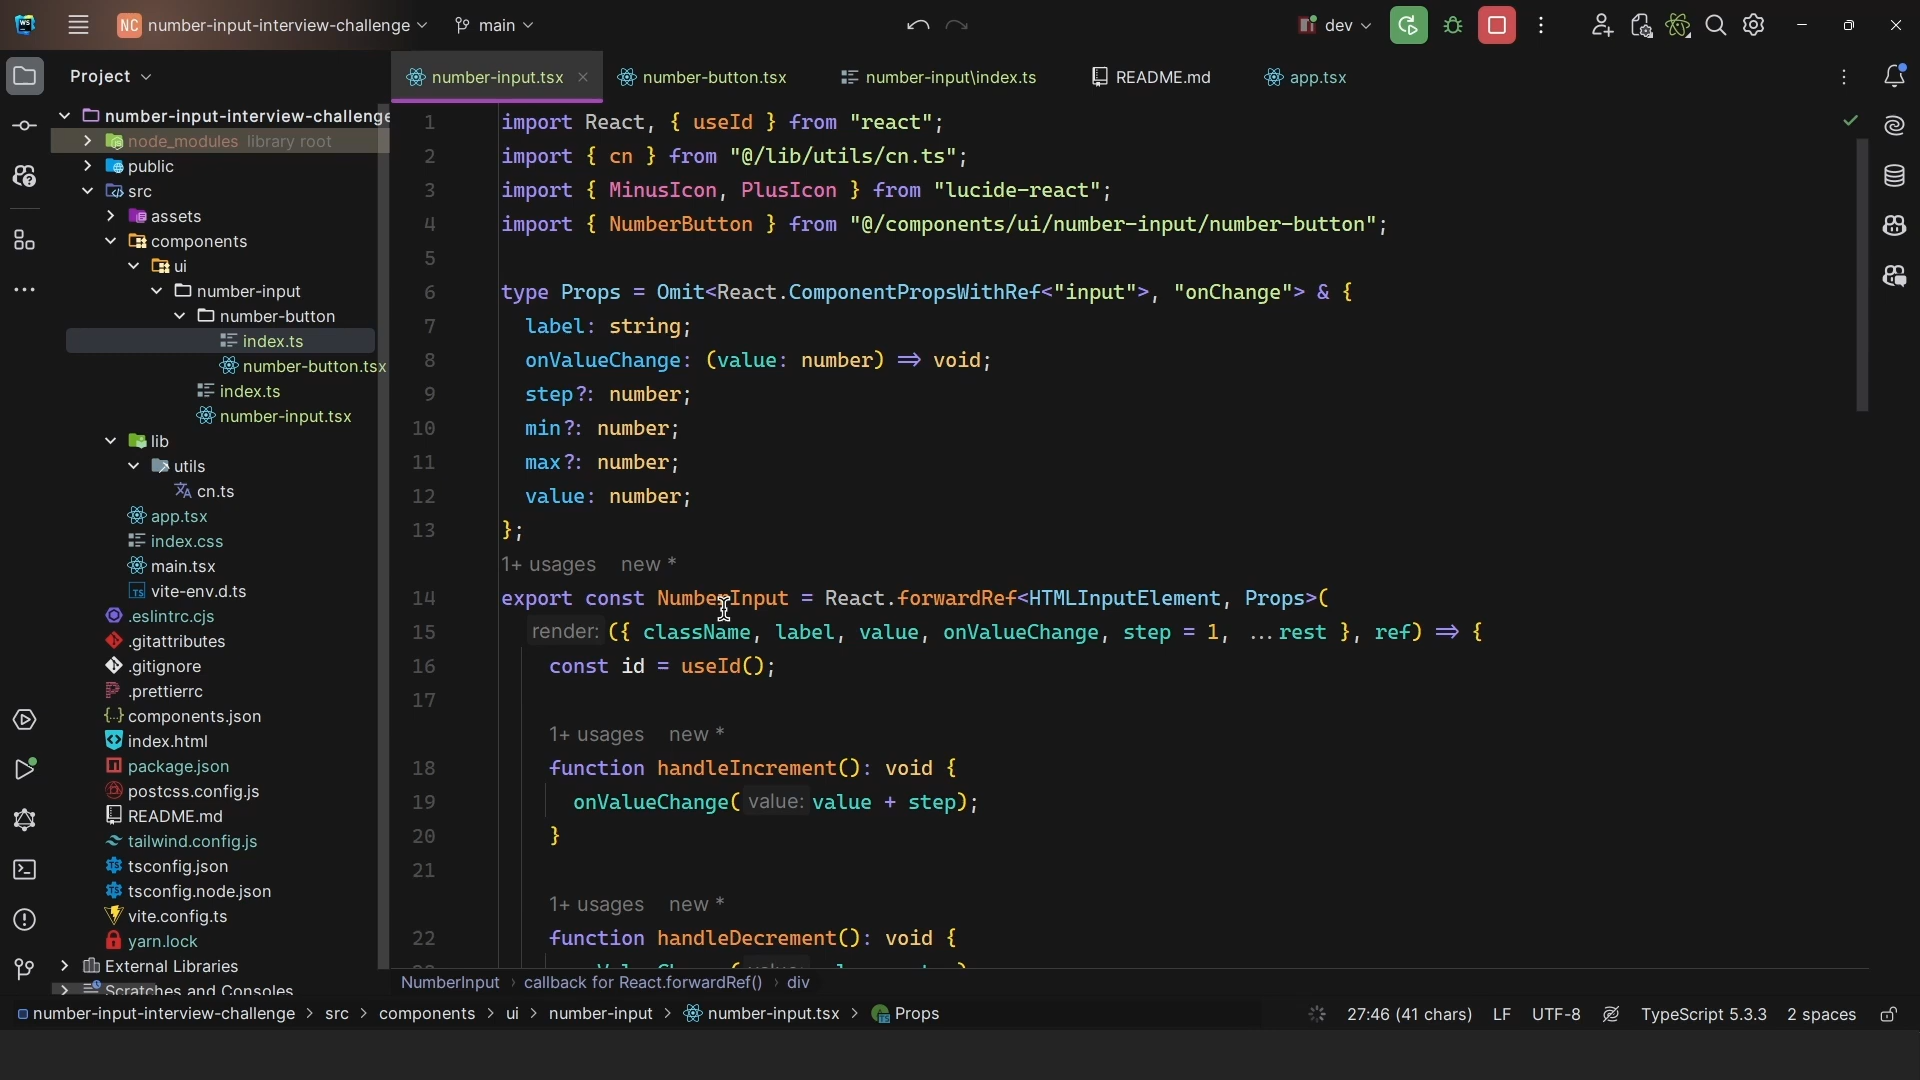 NC number-input-interview-challenge main dev
Project
number-input.tsx number-button.tsx number-input\index.ts README.md app.tsx
number-input-interview-challenge
node_modules library root
public
src
assets
components
ui
number-input
number-button
index.ts
number-button.tsx
index.ts
number-input.tsx
lib
utils
cn.ts
app.tsx
index.css
main.tsx
vite-env.d.ts
.eslintrc.cjs
.gitattributes
.gitignore
.prettierrc
components.json
index.html
package.json
postcss.config.js
README.md
tailwind.config.js
tsconfig.json
tsconfig.node.json
vite.config.ts
yarn.lock
External Libraries
Scratches and Consoles
1 import React, { useId } from "react";
2 import { cn } from "@/lib/utils/cn.ts";
3 import { MinusIcon, PlusIcon } from "lucide-react";
4 import { NumberButton } from "@/components/ui/number-input/number-button";
5
6 type Props = Omit<React.ComponentPropsWithRef<"input">, "onChange"> & {
7 label: string;
8 onValueChange: (value: number) => void;
9 step?: number;
10 min?: number;
11 max?: number;
12 value: number;
13 };
1+ usages new *
14 export const NumberInput = React.forwardRef<HTMLInputElement, Props>(
15 render: ({ className, label, value, onValueChange, step = 1, ...rest }, ref) => {
16 const id = useId();
17
1+ usages new *
18 function handleIncrement(): void {
19 onValueChange( value: value + step);
20 }
21
1+ usages new *
22 function handleDecrement(): void {
NumberInput › callback for React.forwardRef() › div
number-input-interview-challenge > src > components > ui > number-input > number-input.tsx > Props 27:46 (41 chars) LF UTF-8 TypeScript 5.3.3 2 spaces